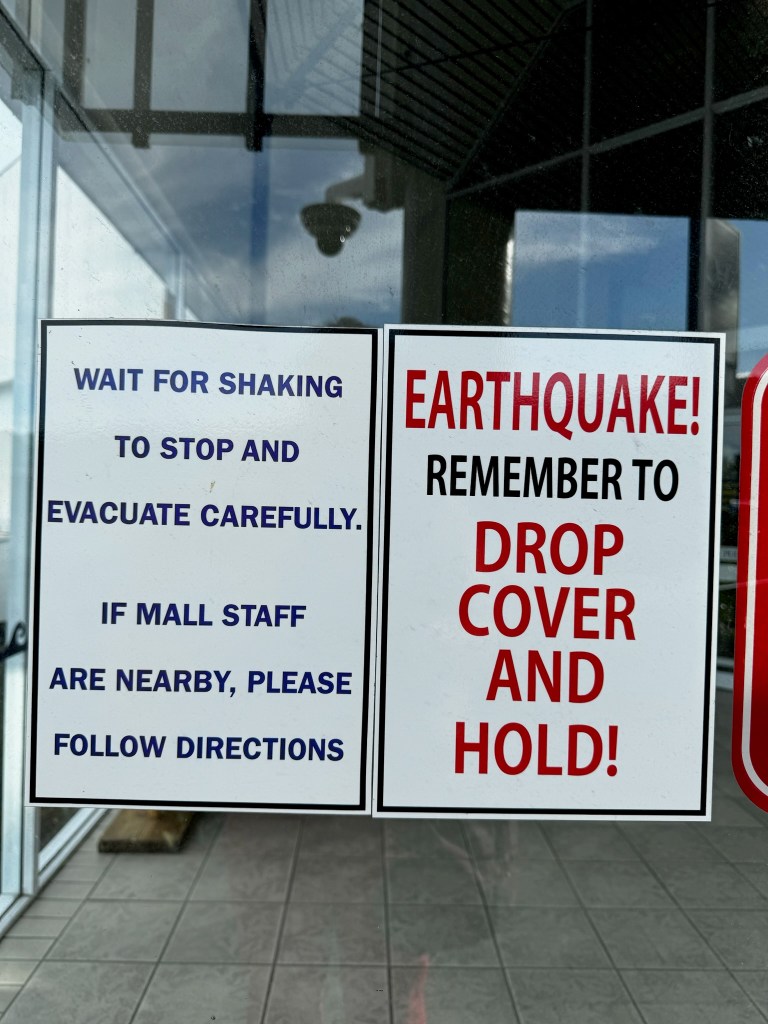 WAIT FOR SHAKING
TO STOP AND
EVACUATE CAREFULLY.
IF MALL STAFF
ARE NEARBY, PLEASE
FOLLOW DIRECTIONS
EARTHQUAKE!
REMEMBER TO
DROP
COVER
AND
HOLD!